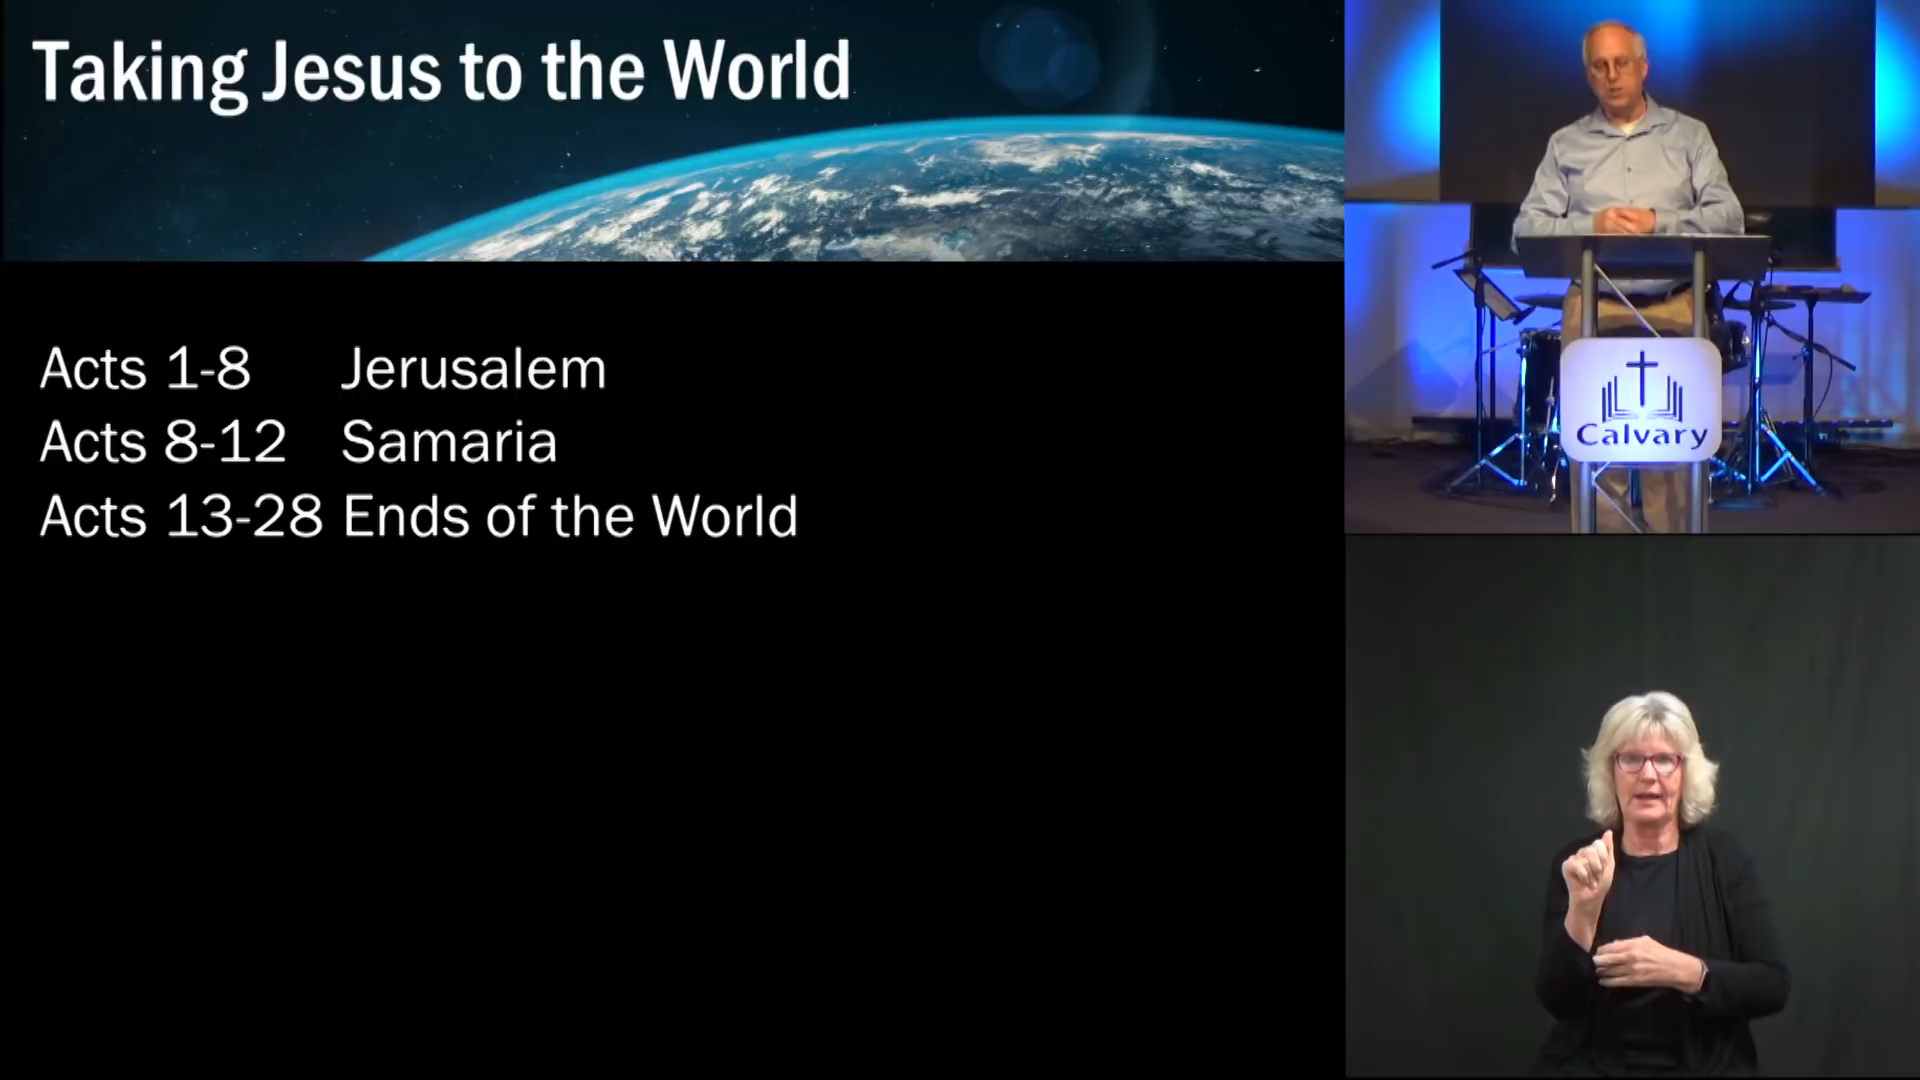 Taking Jesus to the World
Acts 1-8 Jerusalem
Acts 8-12 Samaria
Acts 13-28 Ends of the World
Calvary